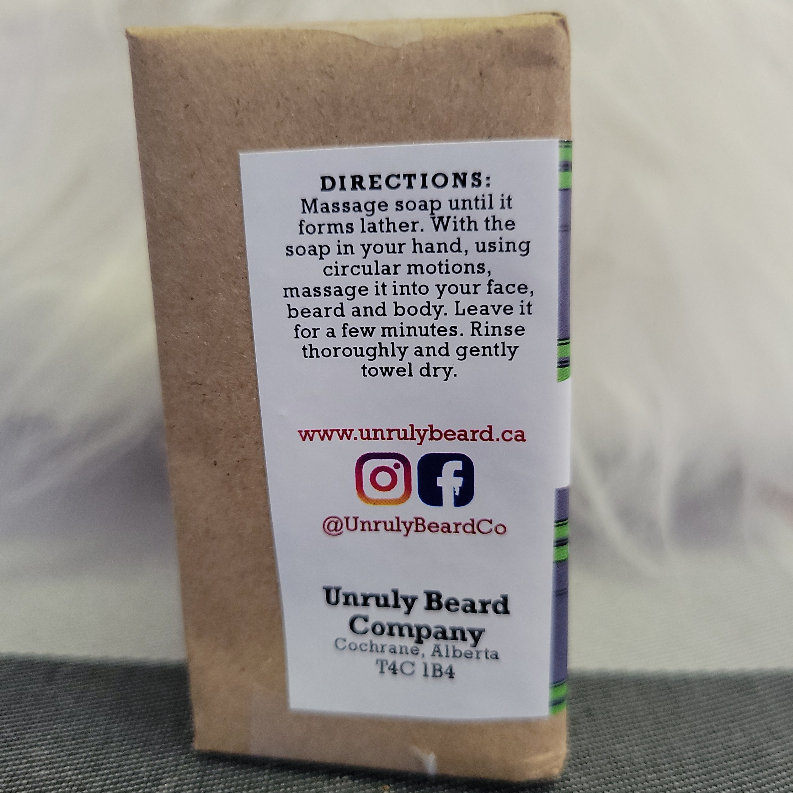 DIRECTIONS:
Massage soap until it
forms lather. With the
soap in your hand, using
circular motions,
massage it into your face,
beard and body. Leave it
for a few minutes. Rinse
thoroughly and gently
towel dry.
www.unrulybeard.ca
@UnrulyBeardCo
Unruly Beard
Company
Cochrane, Alberta
T4C 1B4